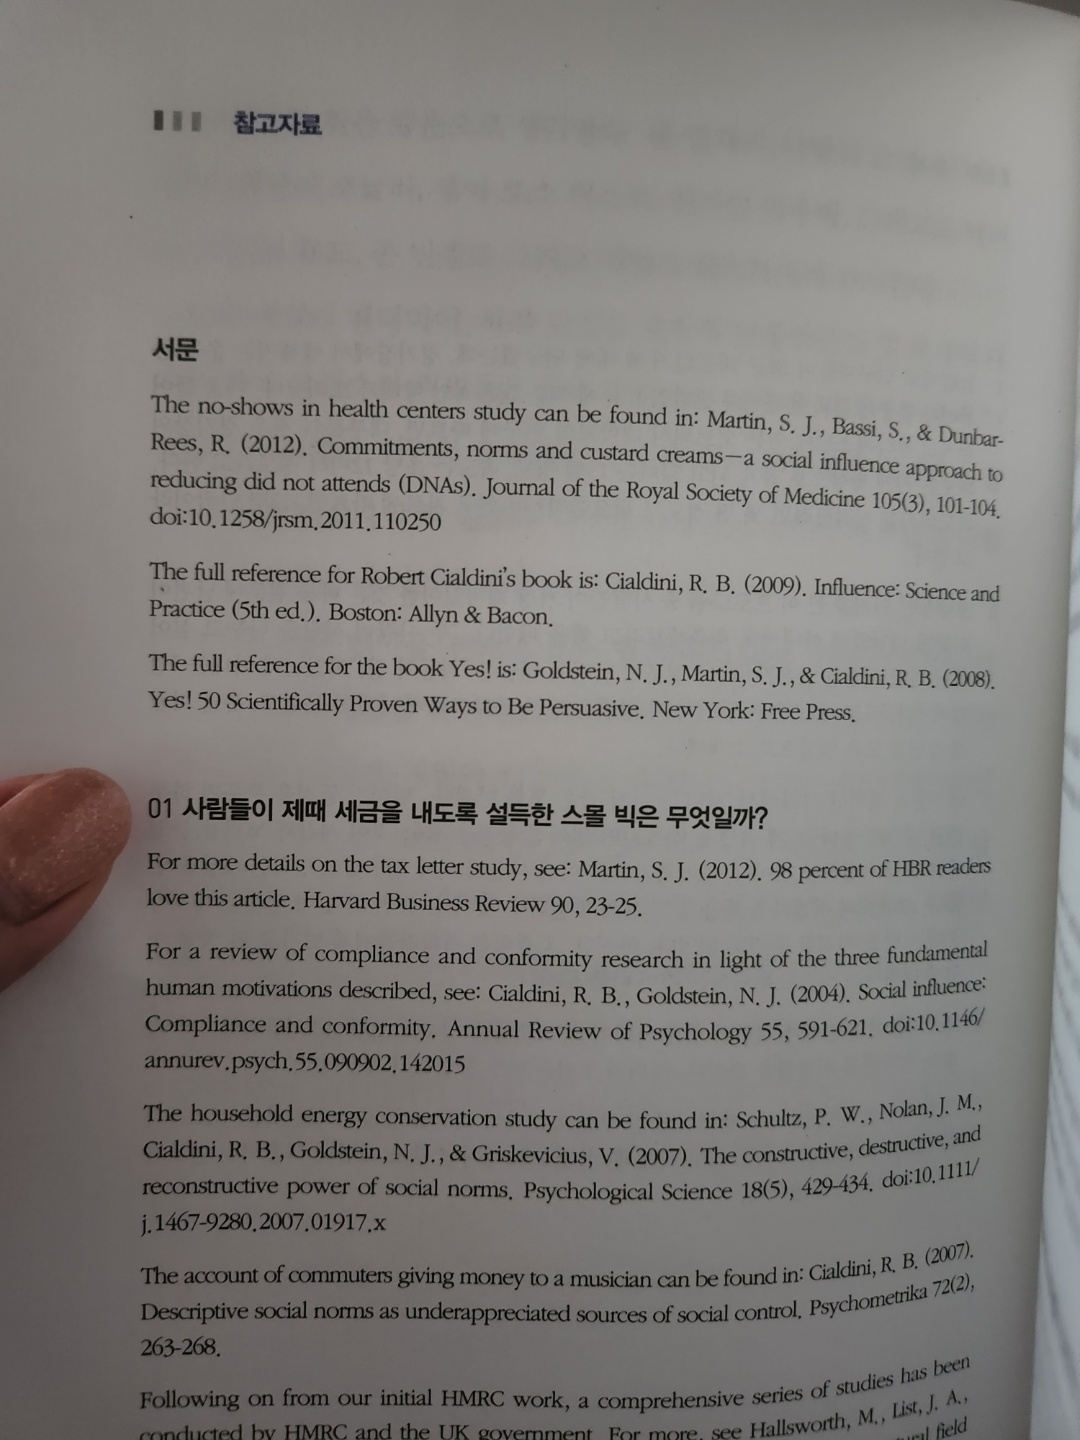 참고자료
서문
The no-shows in health centers study can be found in: Martin, S. J., Bassi, S., & Dunbar-
Rees, R. (2012). Commitments, norms and custard creams—a social influence approach to
reducing did not attends (DNAs). Journal of the Royal Society of Medicine 105(3), 101-104.
doi:10.1258/jrsm.2011.110250
The full reference for Robert Cialdini's book is: Cialdini, R. B. (2009). Influence: Science and
Practice (5th ed.). Boston: Allyn & Bacon.
The full reference for the book Yes! is: Goldstein, N. J., Martin, S. J., & Cialdini, R. B. (2008).
Yes! 50 Scientifically Proven Ways to Be Persuasive. New York: Free Press.
01 사람들이 제때 세금을 내도록 설득한 스몰 빅은 무엇일까?
For more details on the tax letter study, see: Martin, S. J. (2012). 98 percent of HBR readers
love this article. Harvard Business Review 90, 23-25.
For a review of compliance and conformity research in light of the three fundamental
human motivations described, see: Cialdini, R. B., Goldstein, N. J. (2004). Social influence:
Compliance and conformity. Annual Review of Psychology 55, 591-621. doi:10.1146/
annurev.psych.55.090902.142015
The household energy conservation study can be found in: Schultz, P. W., Nolan, J. M.,
Cialdini, R. B., Goldstein, N. J., & Griskevicius, V. (2007). The constructive, destructive, and
reconstructive power of social norms. Psychological Science 18(5), 429-434. doi:10.1111/
j.1467-9280.2007.01917.x
The account of commuters giving money to a musician can be found in: Cialdini, R. B. (2007).
Descriptive social norms as underappreciated sources of social control. Psychometrika 72(2),
263-268.
Following on from our initial HMRC work, a comprehensive series of studies has been
conducted by HMRC and the UK government. For more, see Hallsworth, M., List, J. A.,
field